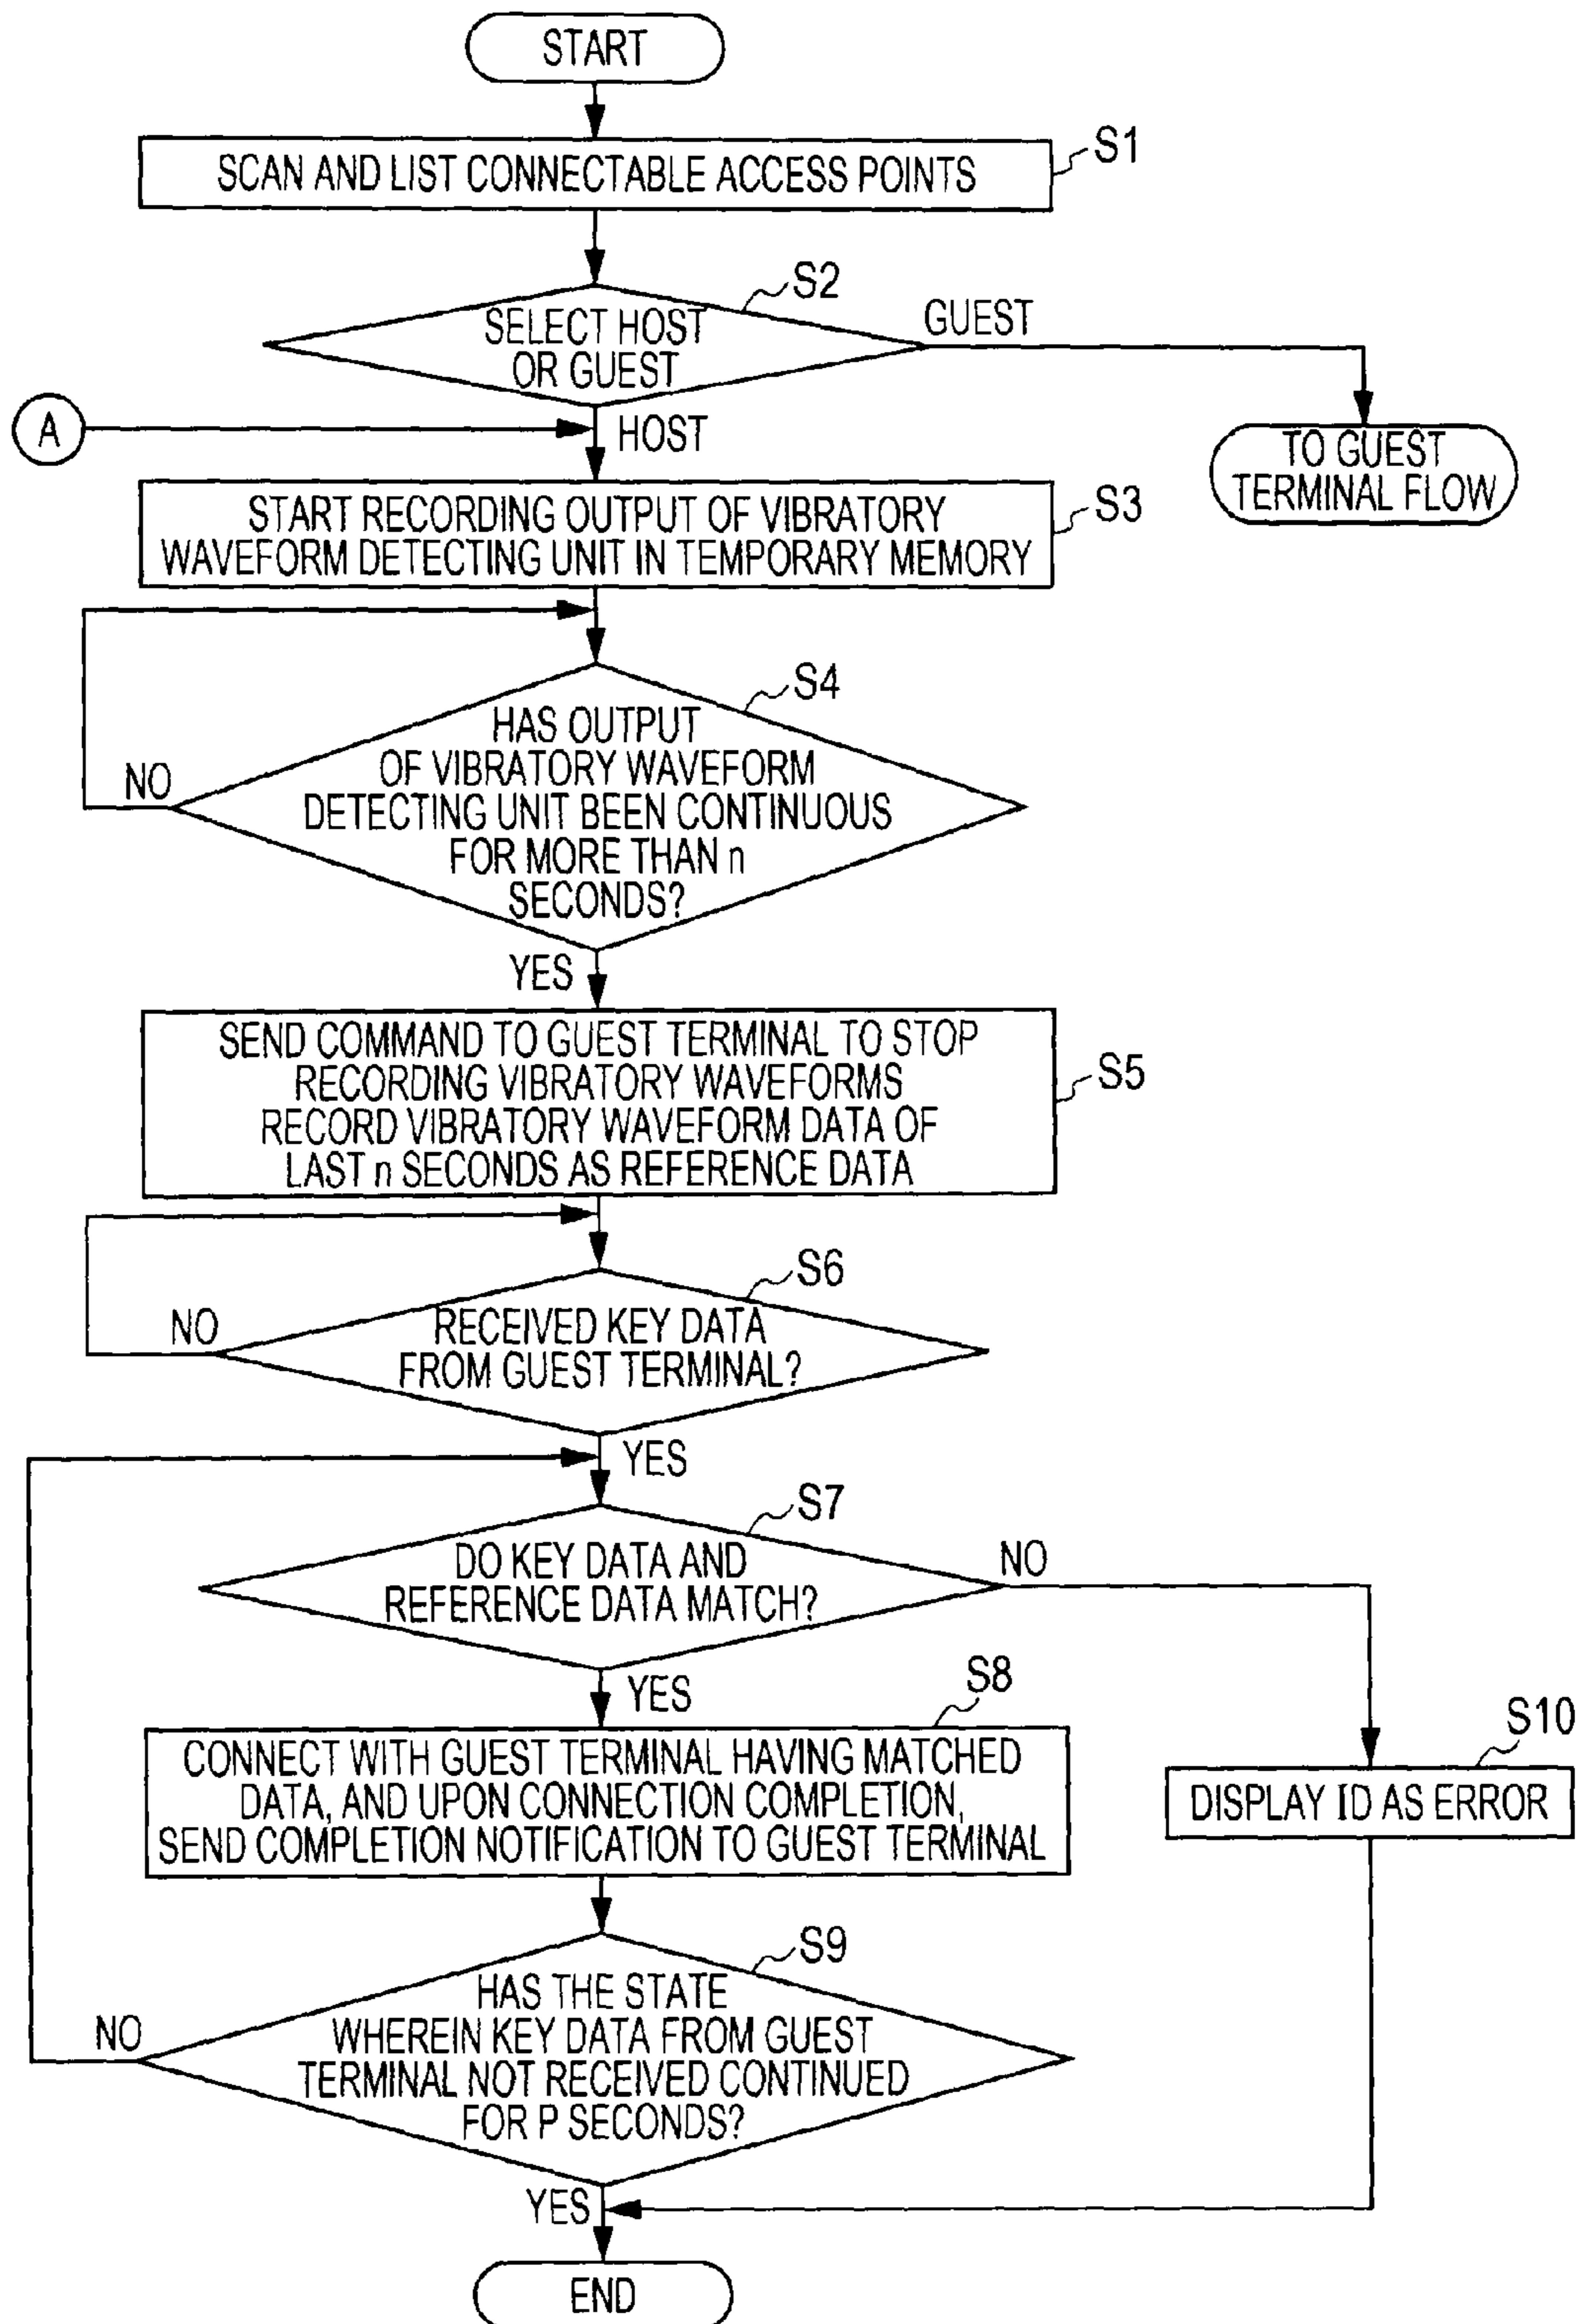 START
SCAN AND LIST CONNECTABLE ACCESS POINTS
S1
S2
SELECT HOST
OR GUEST
GUEST
A
HOST
TO GUEST
TERMINAL FLOW
START RECORDING OUTPUT OF VIBRATORY
WAVEFORM DETECTING UNIT IN TEMPORARY MEMORY
S3
S4
HAS OUTPUT
OF VIBRATORY WAVEFORM
DETECTING UNIT BEEN CONTINUOUS
FOR MORE THAN n
SECONDS?
NO
YES
SEND COMMAND TO GUEST TERMINAL TO STOP
RECORDING VIBRATORY WAVEFORMS
RECORD VIBRATORY WAVEFORM DATA OF
LAST n SECONDS AS REFERENCE DATA
S5
S6
RECEIVED KEY DATA
FROM GUEST TERMINAL?
NO
YES
S7
DO KEY DATA AND
REFERENCE DATA MATCH?
NO
YES
S8
CONNECT WITH GUEST TERMINAL HAVING MATCHED
DATA, AND UPON CONNECTION COMPLETION,
SEND COMPLETION NOTIFICATION TO GUEST TERMINAL
S10
DISPLAY ID AS ERROR
S9
HAS THE STATE
WHEREIN KEY DATA FROM GUEST
TERMINAL NOT RECEIVED CONTINUED
FOR P SECONDS?
NO
YES
END